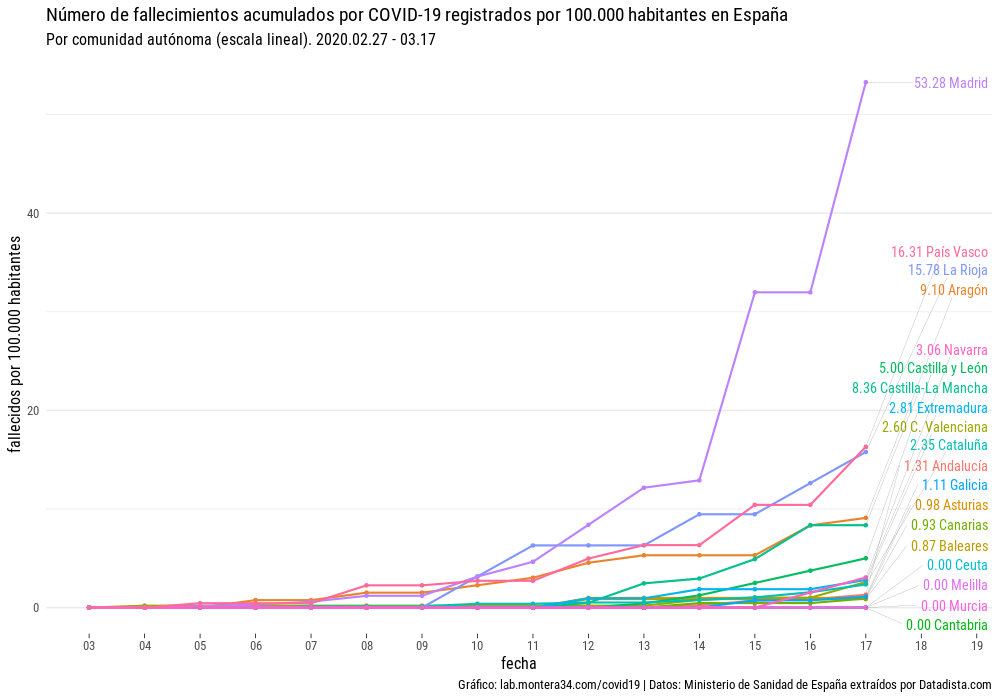 Número de fallecimientos acumulados por COVID-19 registrados por 100.000 habitantes en España
Por comunidad autónoma (escala lineal). 2020.02.27 - 03.17
fallecidos por 100.000 habitantes
40
20
0
53.28 Madrid
16.31 País Vasco
15.78 La Rioja
9.10 Aragón
3.06 Navarra
5.00 Castilla y León
8.36 Castilla-La Mancha
2.81 Extremadura
2.60 C. Valenciana
2.35 Cataluña
1.31 Andalucía
1.11 Galicia
0.98 Asturias
0.93 Canarias
0.87 Baleares
0.00 Ceuta
0.00 Melilla
0.00 Murcia
0.00 Cantabria
03 04 05 06 07 08 09 10 11 12 13 14 15 16 17 18 19
fecha
Gráfico: lab.montera34.com/covid19 | Datos: Ministerio de Sanidad de España extraídos por Datadista.com